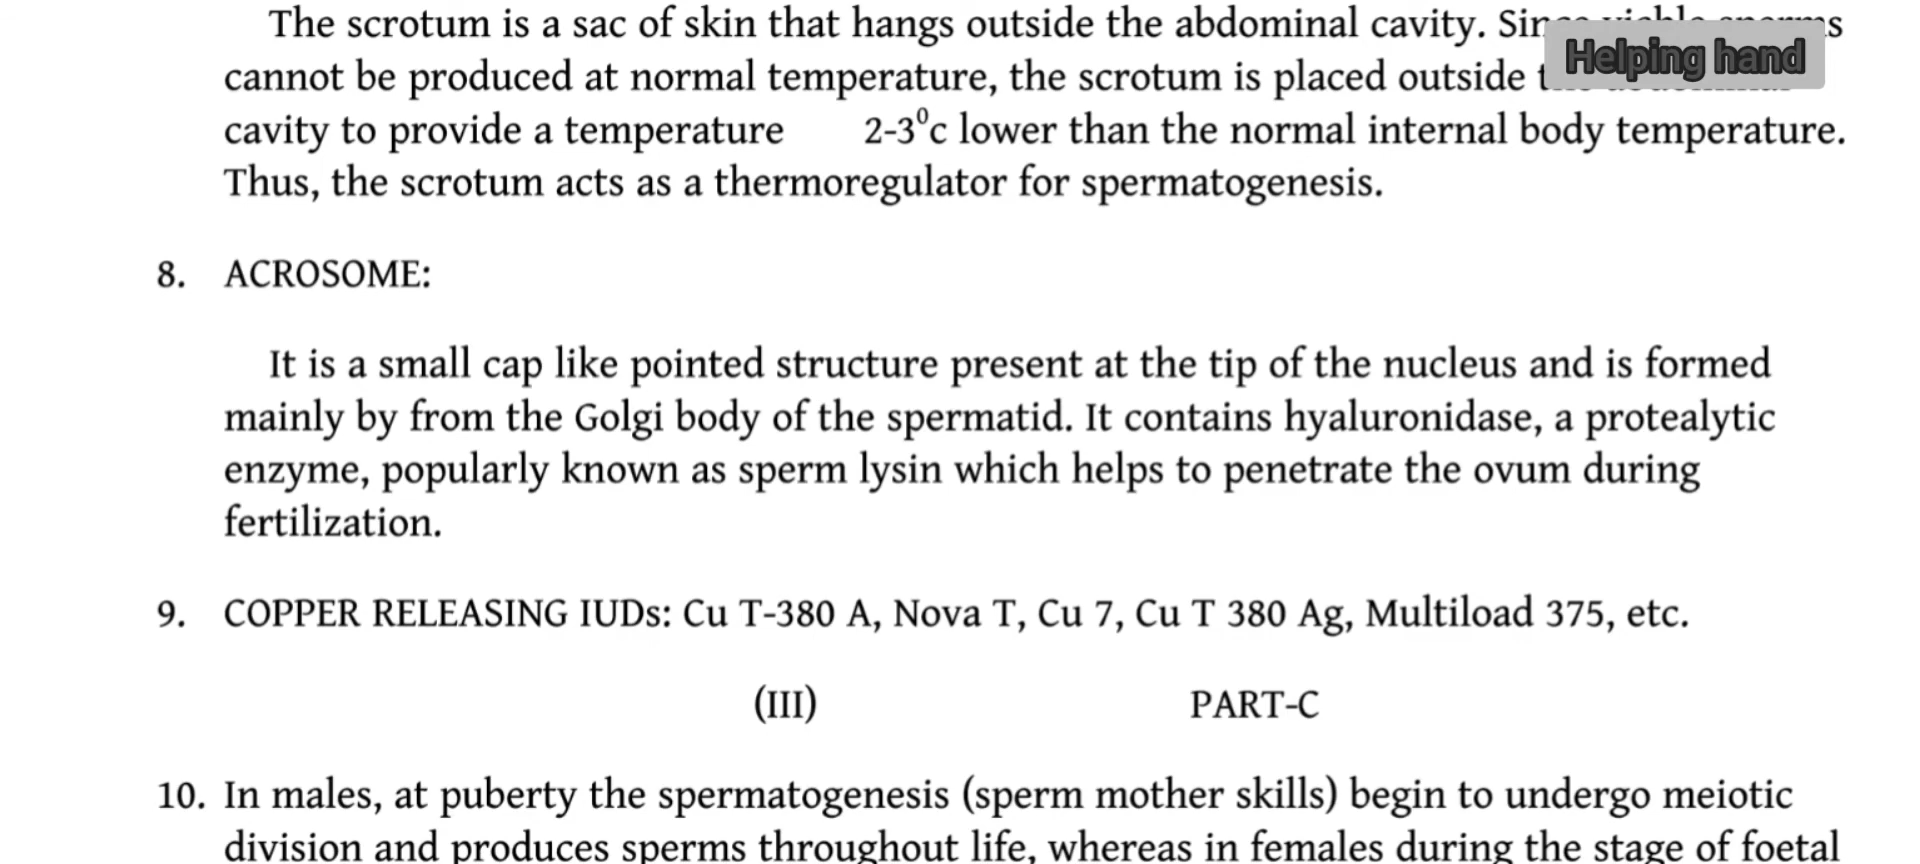 The scrotum is a sac of skin that hangs outside the abdominal cavity.
Helping hand
cannot be produced at normal temperature, the scrotum is placed outside
cavity to provide a temperature 2-3⁰c lower than the normal internal body temperature.
Thus, the scrotum acts as a thermoregulator for spermatogenesis.
8. ACROSOME:
It is a small cap like pointed structure present at the tip of the nucleus and is formed
mainly by from the Golgi body of the spermatid. It contains hyaluronidase, a protealytic
enzyme, popularly known as sperm lysin which helps to penetrate the ovum during
fertilization.
9. COPPER RELEASING IUDs: Cu T-380 A, Nova T, Cu 7, Cu T 380 Ag, Multiload 375, etc.
(III) PART-C
10. In males, at puberty the spermatogenesis (sperm mother skills) begin to undergo meiotic
division and produces sperms throughout life, whereas in females during the stage of foetal